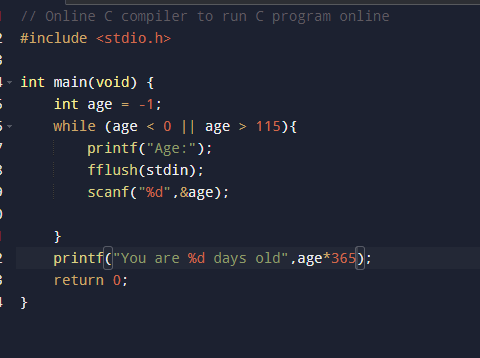 // Online C compiler to run C program online
#include <stdio.h>
int main(void) {
int age = -1;
while (age < 0 || age > 115){
printf("Age:");
fflush(stdin);
scanf("%d",&age);
}
printf("You are %d days old",age*365);
return 0;
}